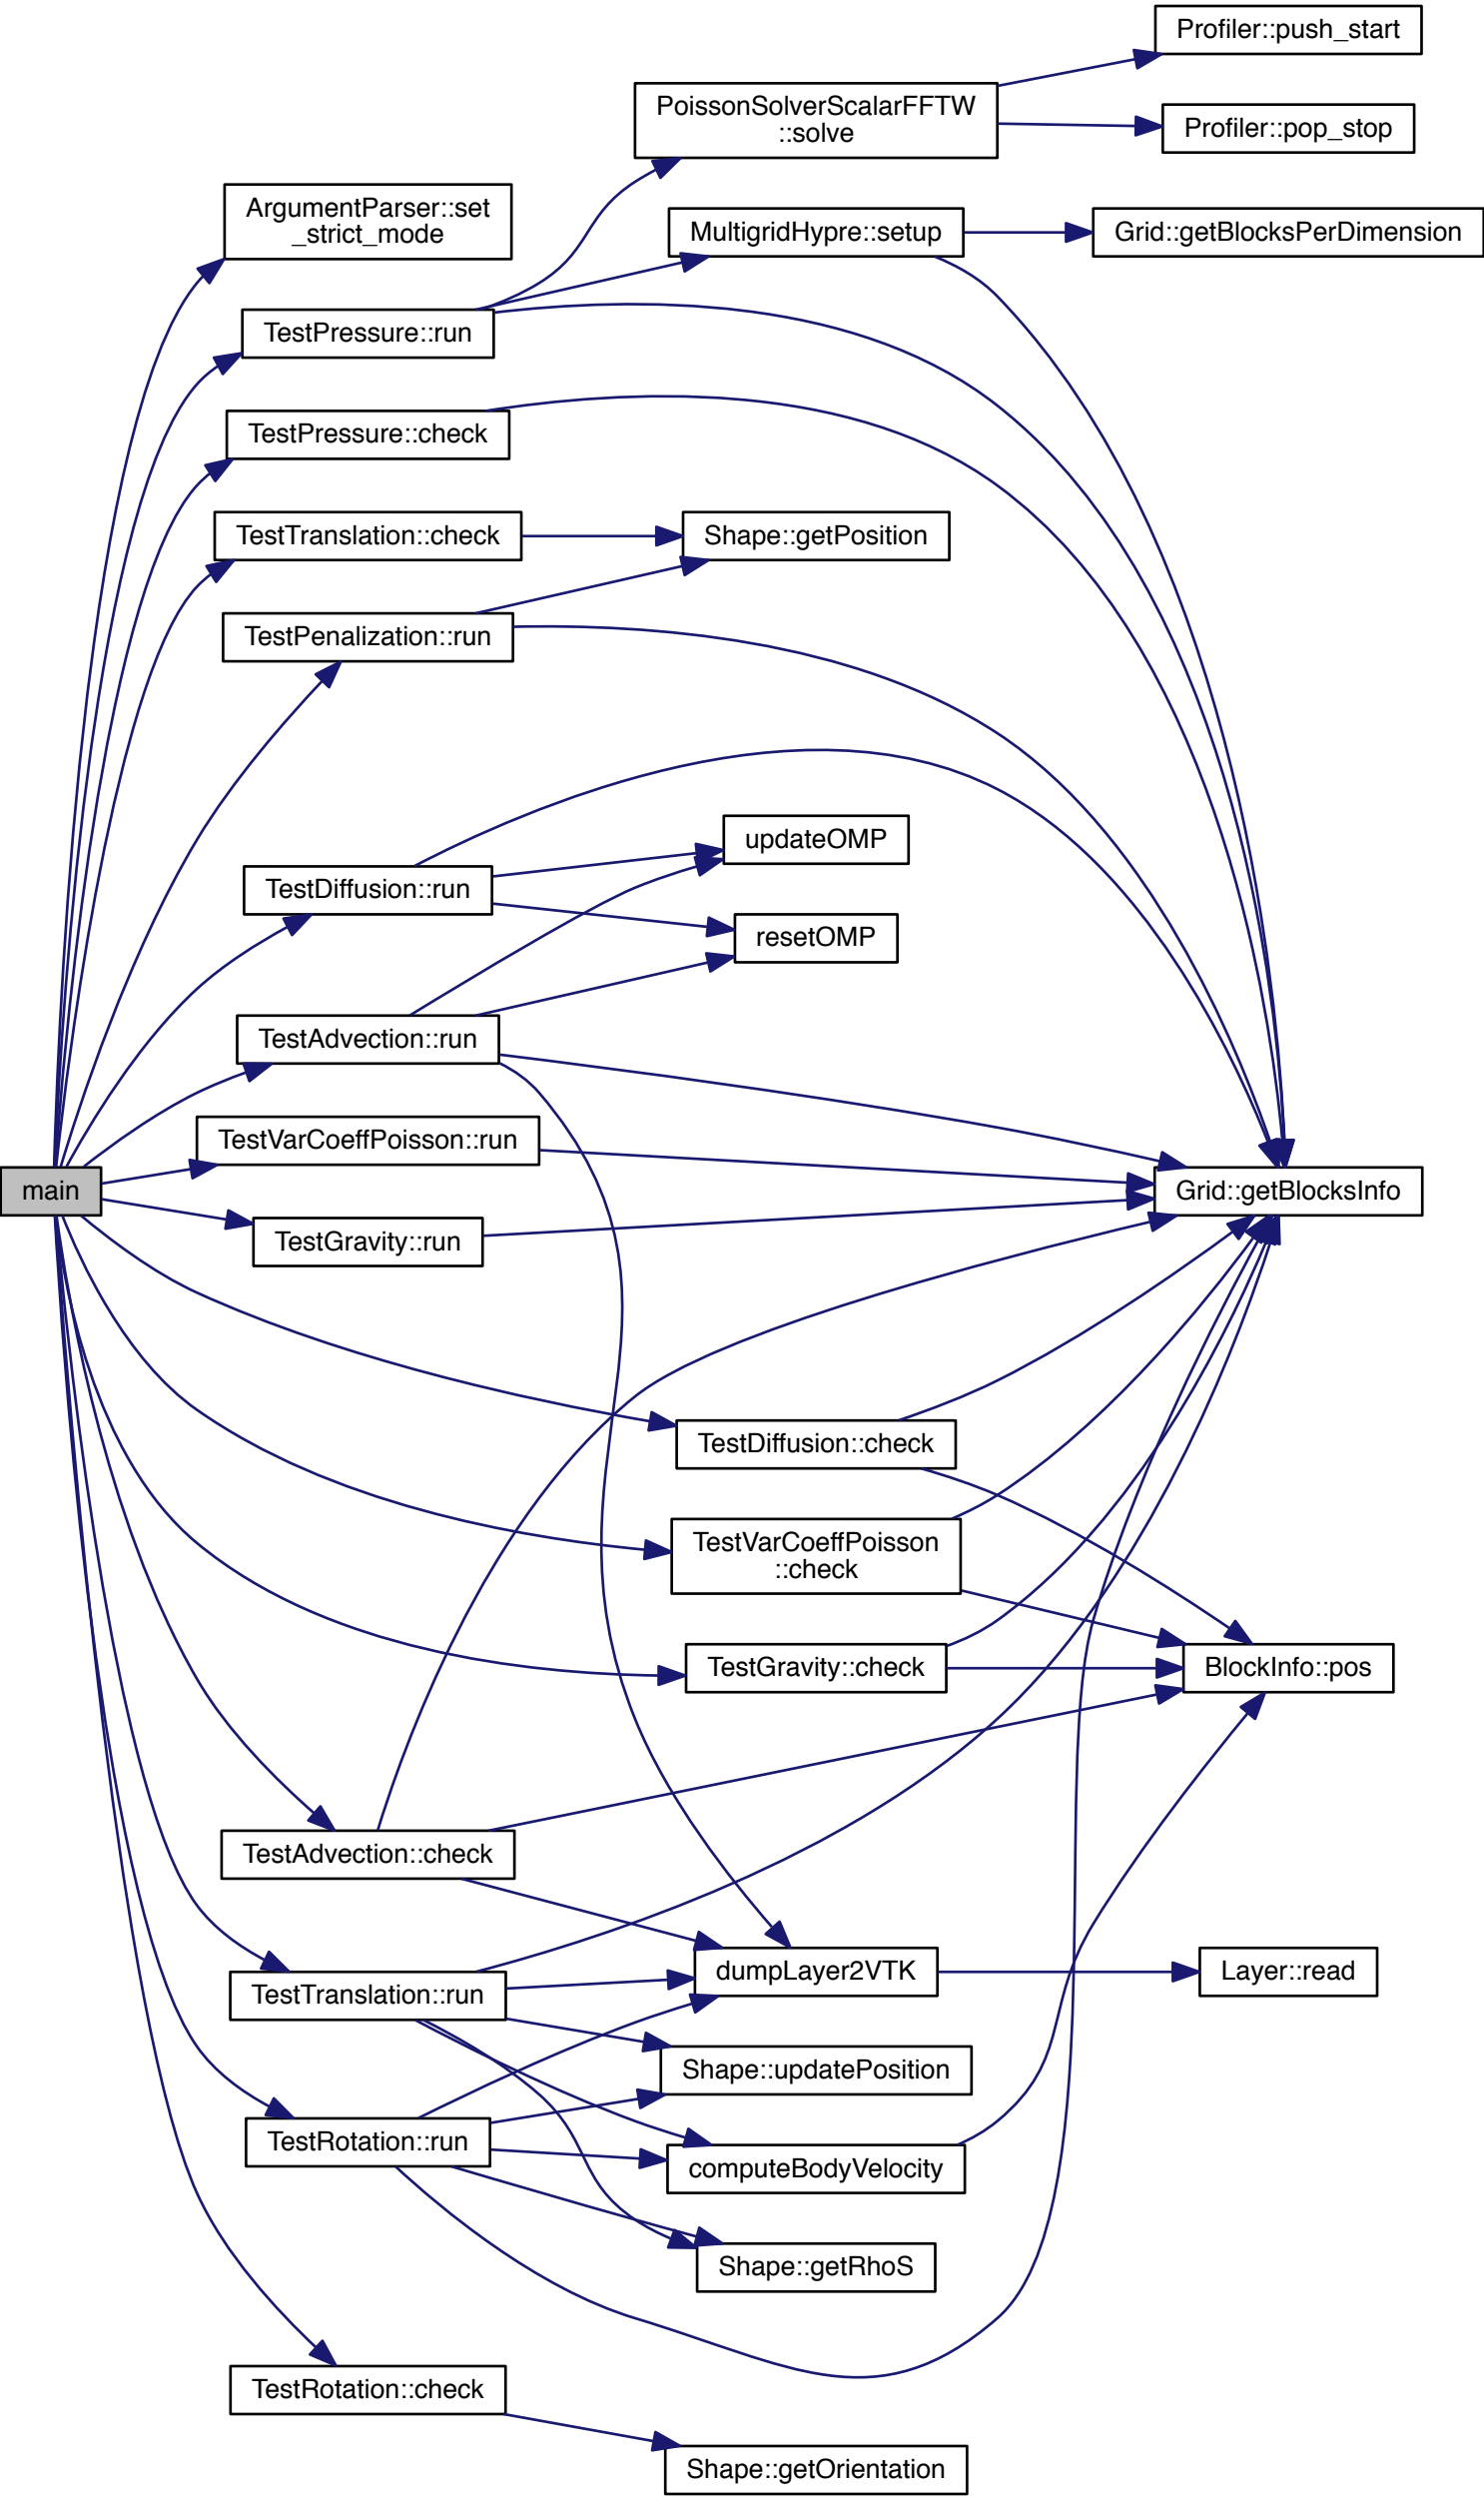 Profiler::push_start
PoissonSolverScalarFFTW
::solve
Profiler::pop_stop
ArgumentParser::set
_strict_mode
MultigridHypre::setup
Grid::getBlocksPerDimension
TestPressure::run
TestPressure::check
TestTranslation::check
Shape::getPosition
TestPenalization::run
updateOMP
TestDiffusion::run
resetOMP
TestAdvection::run
TestVarCoeffPoisson::run
main
Grid::getBlocksInfo
TestGravity::run
TestDiffusion::check
TestVarCoeffPoisson
::check
TestGravity::check
BlockInfo::pos
TestAdvection::check
dumpLayer2VTK
Layer::read
TestTranslation::run
Shape::updatePosition
TestRotation::run
computeBodyVelocity
Shape::getRhoS
TestRotation::check
Shape::getOrientation